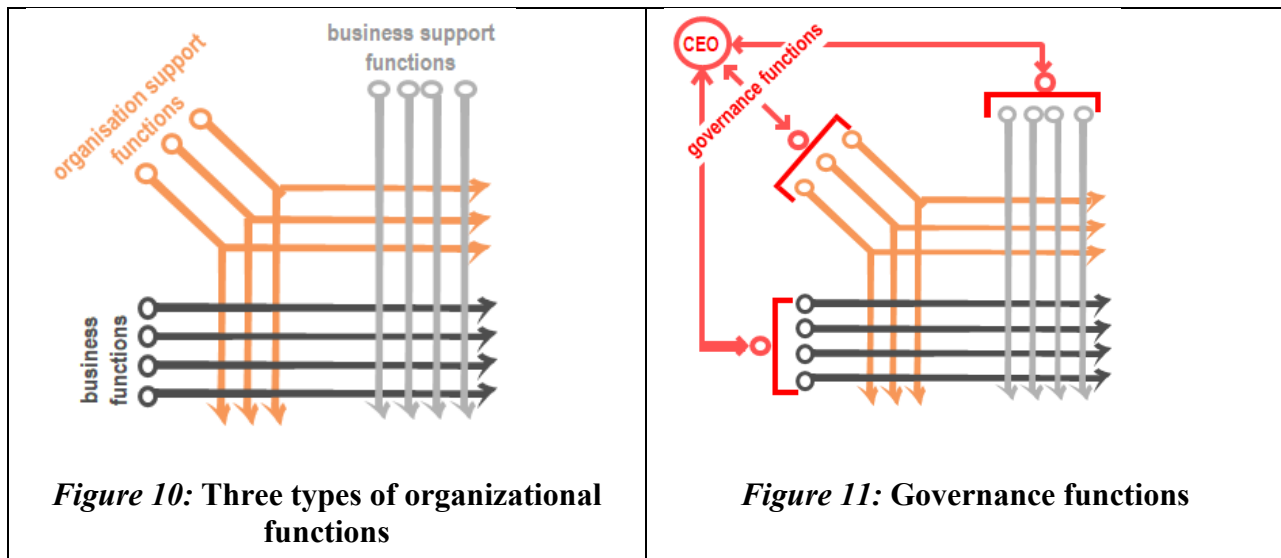 business support
functions
organisation support
functions
business
functions
Figure 10: Three types of organizational
functions
CEO
governance functions
Figure 11: Governance functions